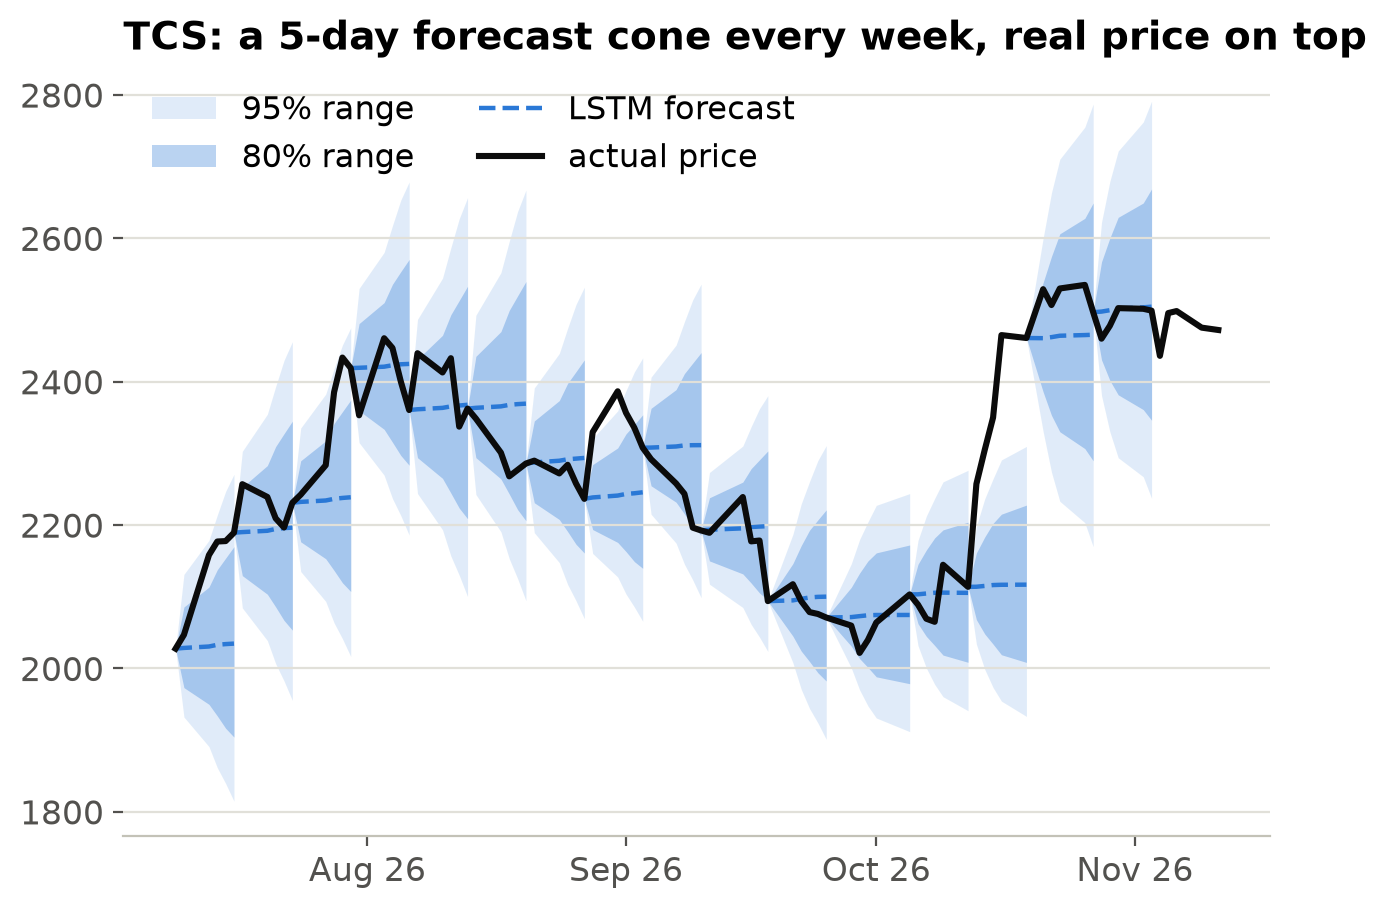 TCS: a 5-day forecast cone every week, real price on top
95% range
80% range
LSTM forecast
actual price
2800
2600
2400
2200
2000
1800
Aug 26
Sep 26
Oct 26
Nov 26